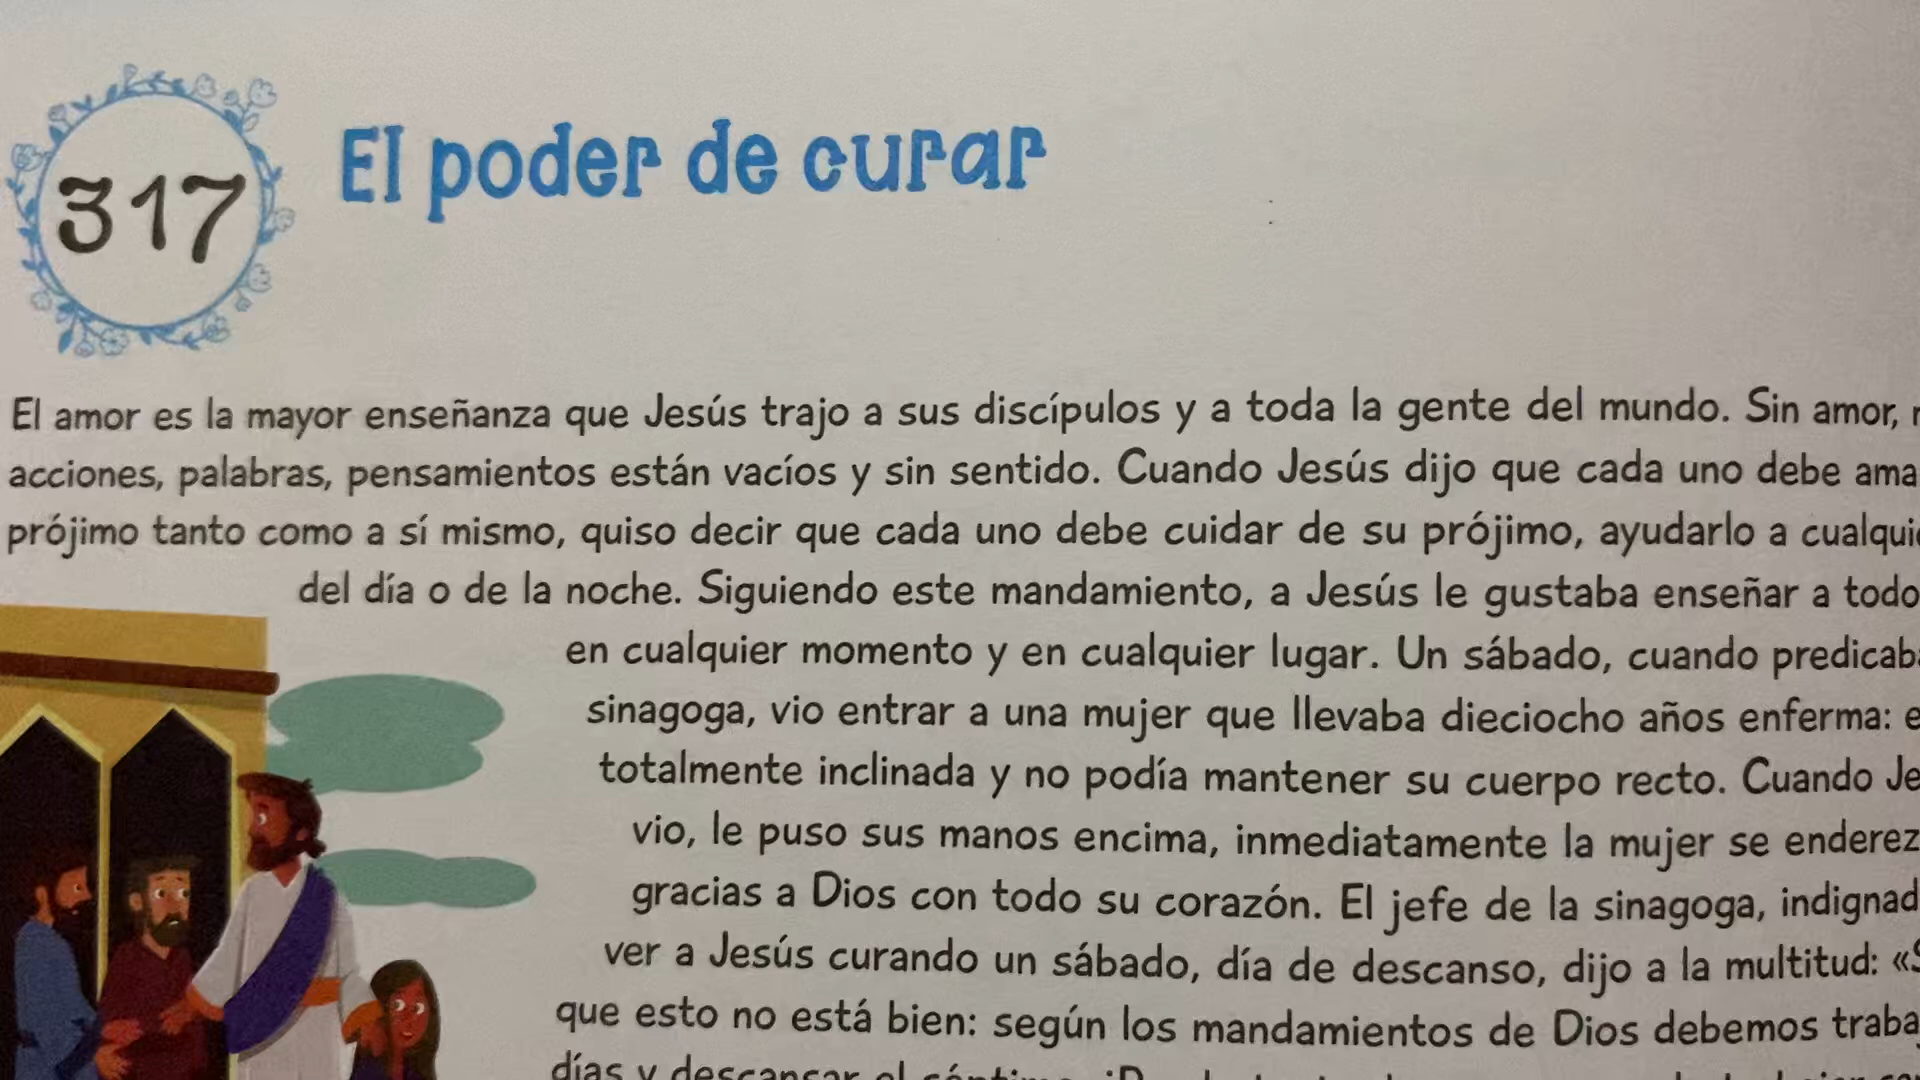 317
El poder de curar
El amor es la mayor enseñanza que Jesús trajo a sus discípulos y a toda la gente del mundo. Sin amor,
acciones, palabras, pensamientos están vacíos y sin sentido. Cuando Jesús dijo que cada uno debe ama
prójimo tanto como a sí mismo, quiso decir que cada uno debe cuidar de su prójimo, ayudarlo a cualqui
del día o de la noche. Siguiendo este mandamiento, a Jesús le gustaba enseñar a todo
en cualquier momento y en cualquier lugar. Un sábado, cuando predicab
sinagoga, vio entrar a una mujer que llevaba dieciocho años enferma: e
totalmente inclinada y no podía mantener su cuerpo recto. Cuando Je
vio, le puso sus manos encima, inmediatamente la mujer se enderez
gracias a Dios con todo su corazón. El jefe de la sinagoga, indignad
ver a Jesús curando un sábado, día de descanso, dijo a la multitud: «S
que esto no está bien: según los mandamientos de Dios debemos traba
días y descansar el